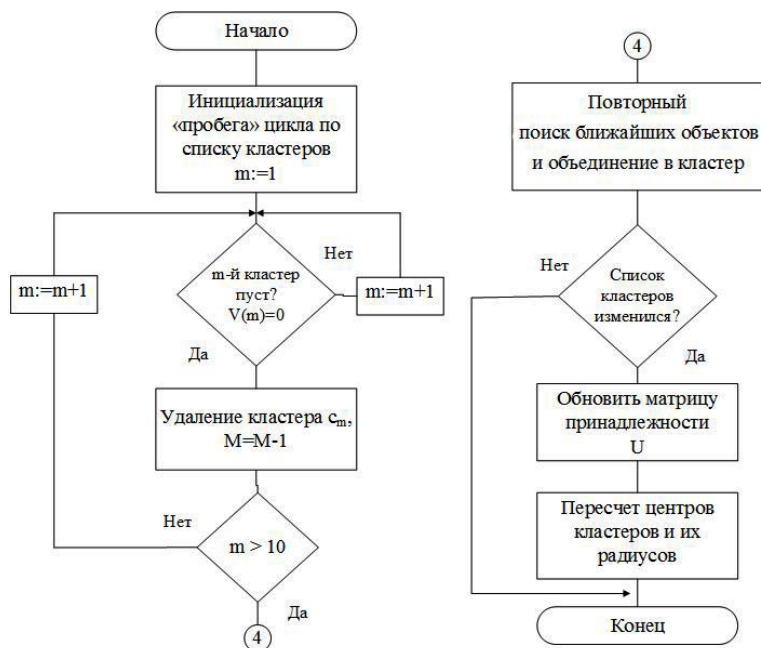 Начало
Инициализация
«пробега» цикла по
списку кластеров
m:=1
m:=m+1
m-й кластер
пуст?
V(m)=0
Нет
m:=m+1
Да
Удаление кластера cₘ,
M=M-1
Нет
m > 10
Да
4
4
Повторный
поиск ближайших объектов
и объединение в кластер
Нет
Список
кластеров
изменился?
Да
Обновить матрицу
принадлежности
U
Пересчет центров
кластеров и их
радиусов
Конец